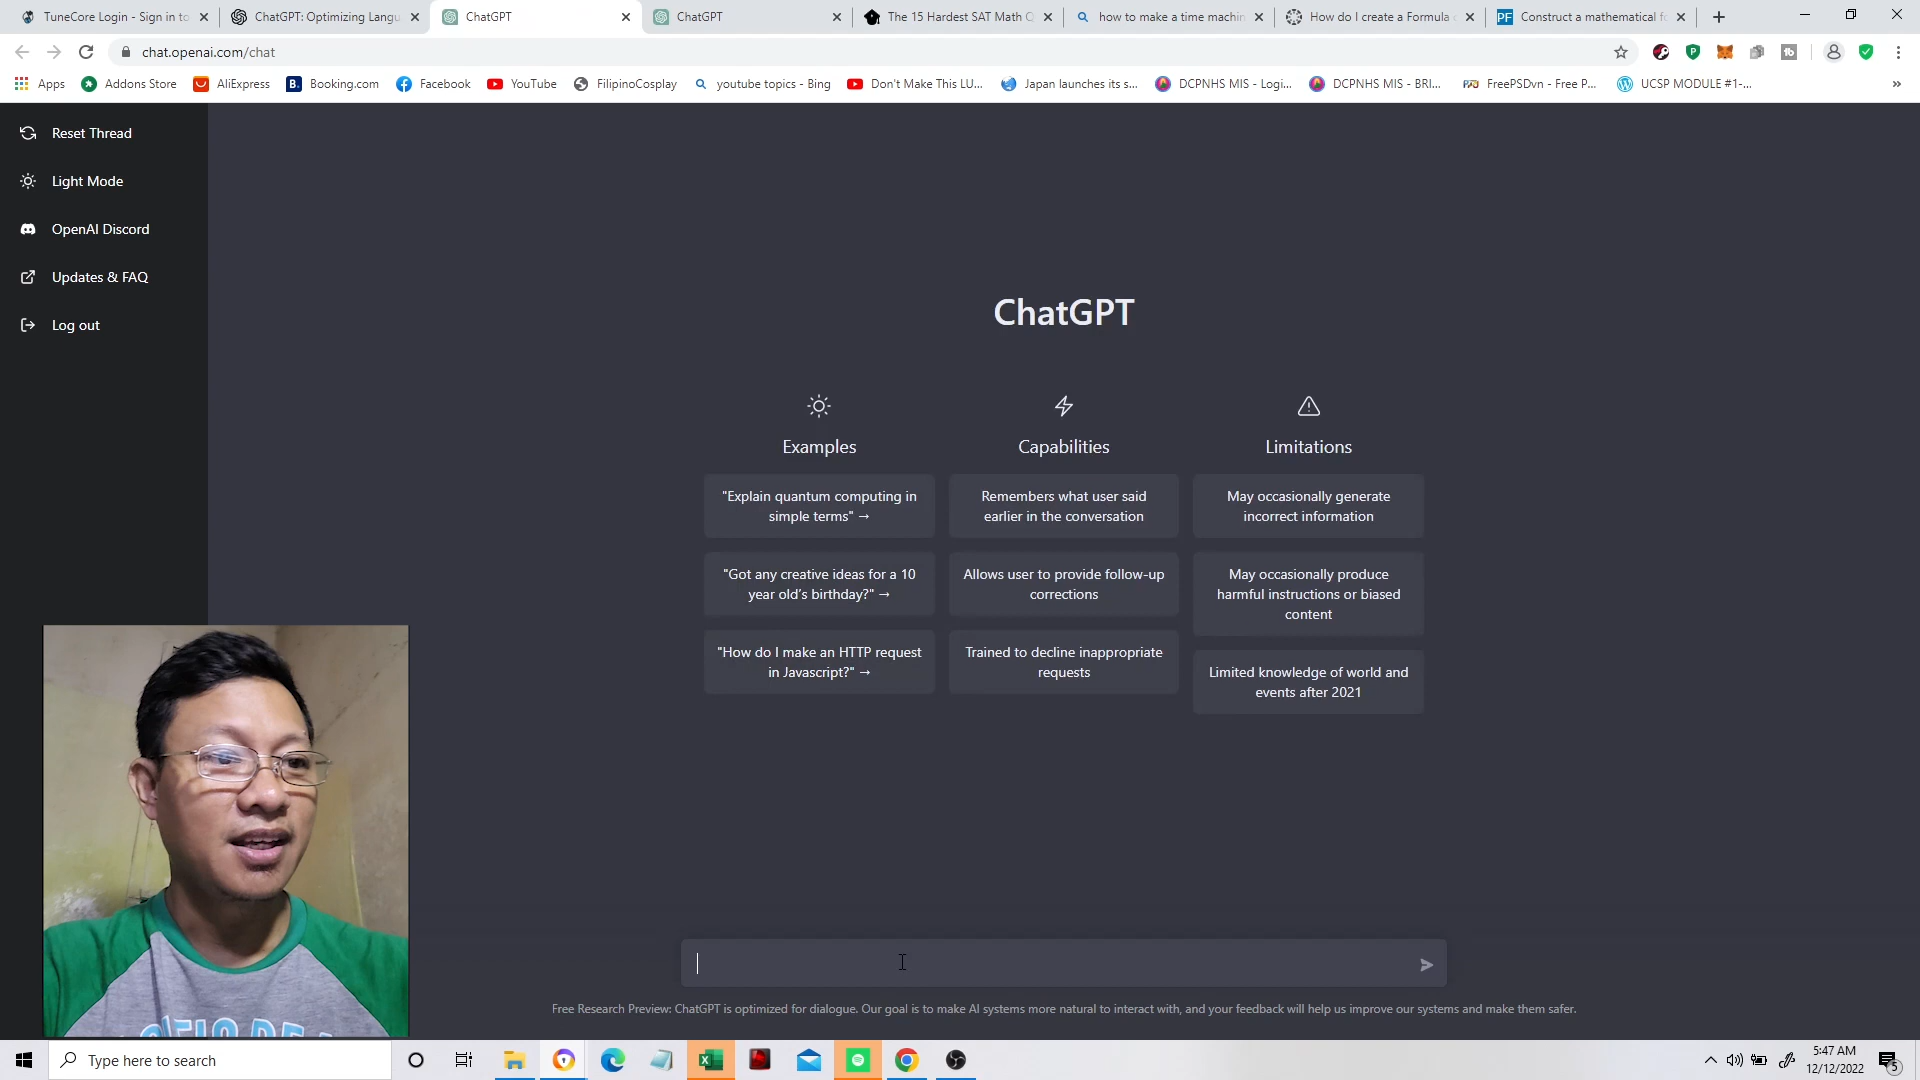 TuneCore Login - Sign in to
ChatGPT: Optimizing Langu
ChatGPT
ChatGPT
The 15 Hardest SAT Math Q
how to make a time machin
How do I create a Formula
Construct a mathematical fo
chat.openai.com/chat
Apps
Addons Store
AliExpress
Booking.com
Facebook
YouTube
FilipinoCosplay
youtube topics - Bing
Don't Make This LU...
Japan launches its s...
DCPNHS MIS - Logi...
DCPNHS MIS - BRI...
FreePSDvn - Free P...
UCSP MODULE #1-...
»
Reset Thread
Light Mode
OpenAI Discord
Updates & FAQ
Log out
ChatGPT
Examples
"Explain quantum computing in
simple terms" →
"Got any creative ideas for a 10
year old's birthday?" →
"How do I make an HTTP request
in Javascript?" →
Capabilities
Remembers what user said
earlier in the conversation
Allows user to provide follow-up
corrections
Trained to decline inappropriate
requests
Limitations
May occasionally generate
incorrect information
May occasionally produce
harmful instructions or biased
content
Limited knowledge of world and
events after 2021
Free Research Preview: ChatGPT is optimized for dialogue. Our goal is to make AI systems more natural to interact with, and your feedback will help us improve our systems and make them safer.
Type here to search
5:47 AM
12/12/2022
5